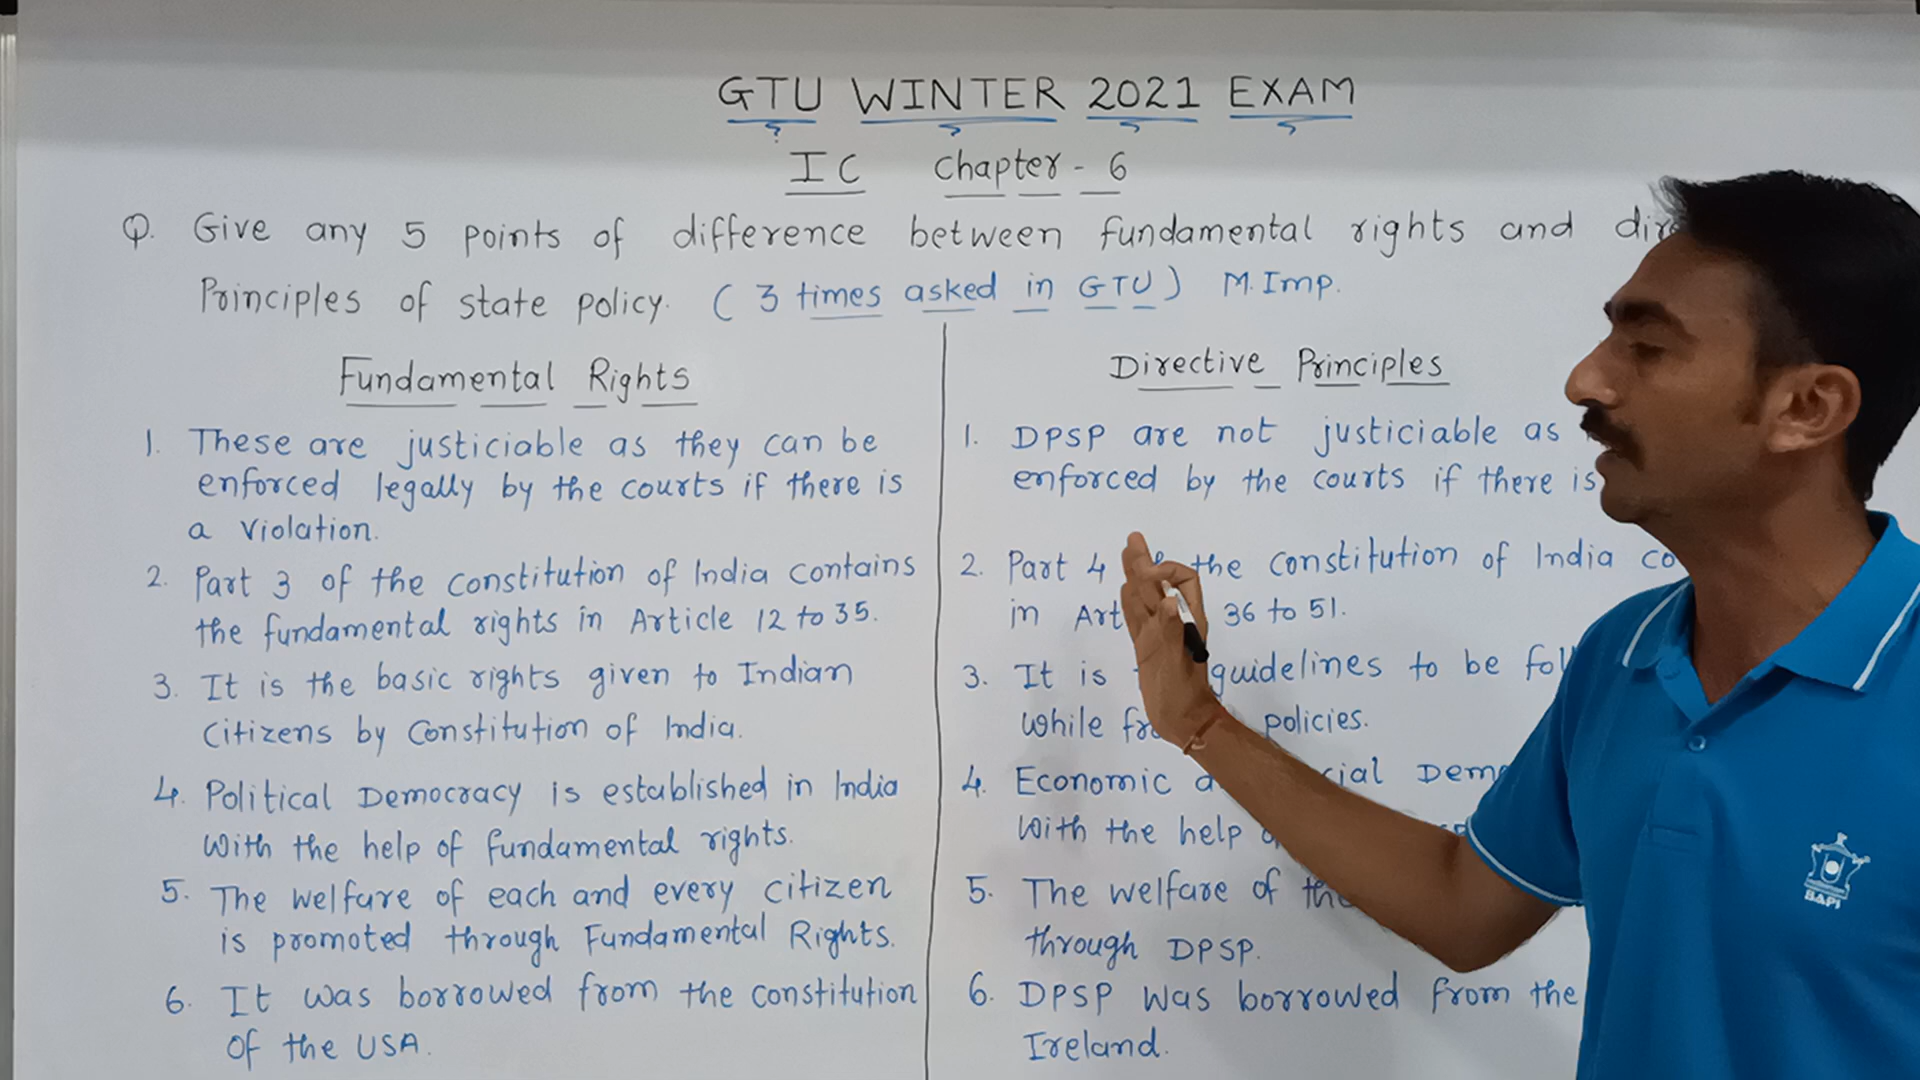 GTU WINTER 2021 EXAM
IC Chapter - 6
Q. Give any 5 points of difference between fundamental rights and
Principles of state policy. (3 times asked in GTU) M.Imp.
Fundamental Rights
1. These are justiciable as they can be
enforced legally by the courts if there is
a violation.
2. Part 3 of the constitution of India contains
the fundamental rights in Article 12 to 35.
3. It is the basic rights given to Indian
Citizens by Constitution of India.
4. Political Democracy is established in India
with the help of fundamental rights.
5. The welfare of each and every citizen
is promoted through Fundamental Rights.
6. It was borrowed from the constitution
of the USA.
Directive Principles
1. DPSP are not justiciable as
enforced by the courts if there is
2. Part 4 the constitution of India
in 36 to 51.
3. It is guidelines to be
while policies.
4. Economic
with the help
5. The welfare of
through DPSP.
6. DPSP was borrowed from the
Ireland.
BAPS